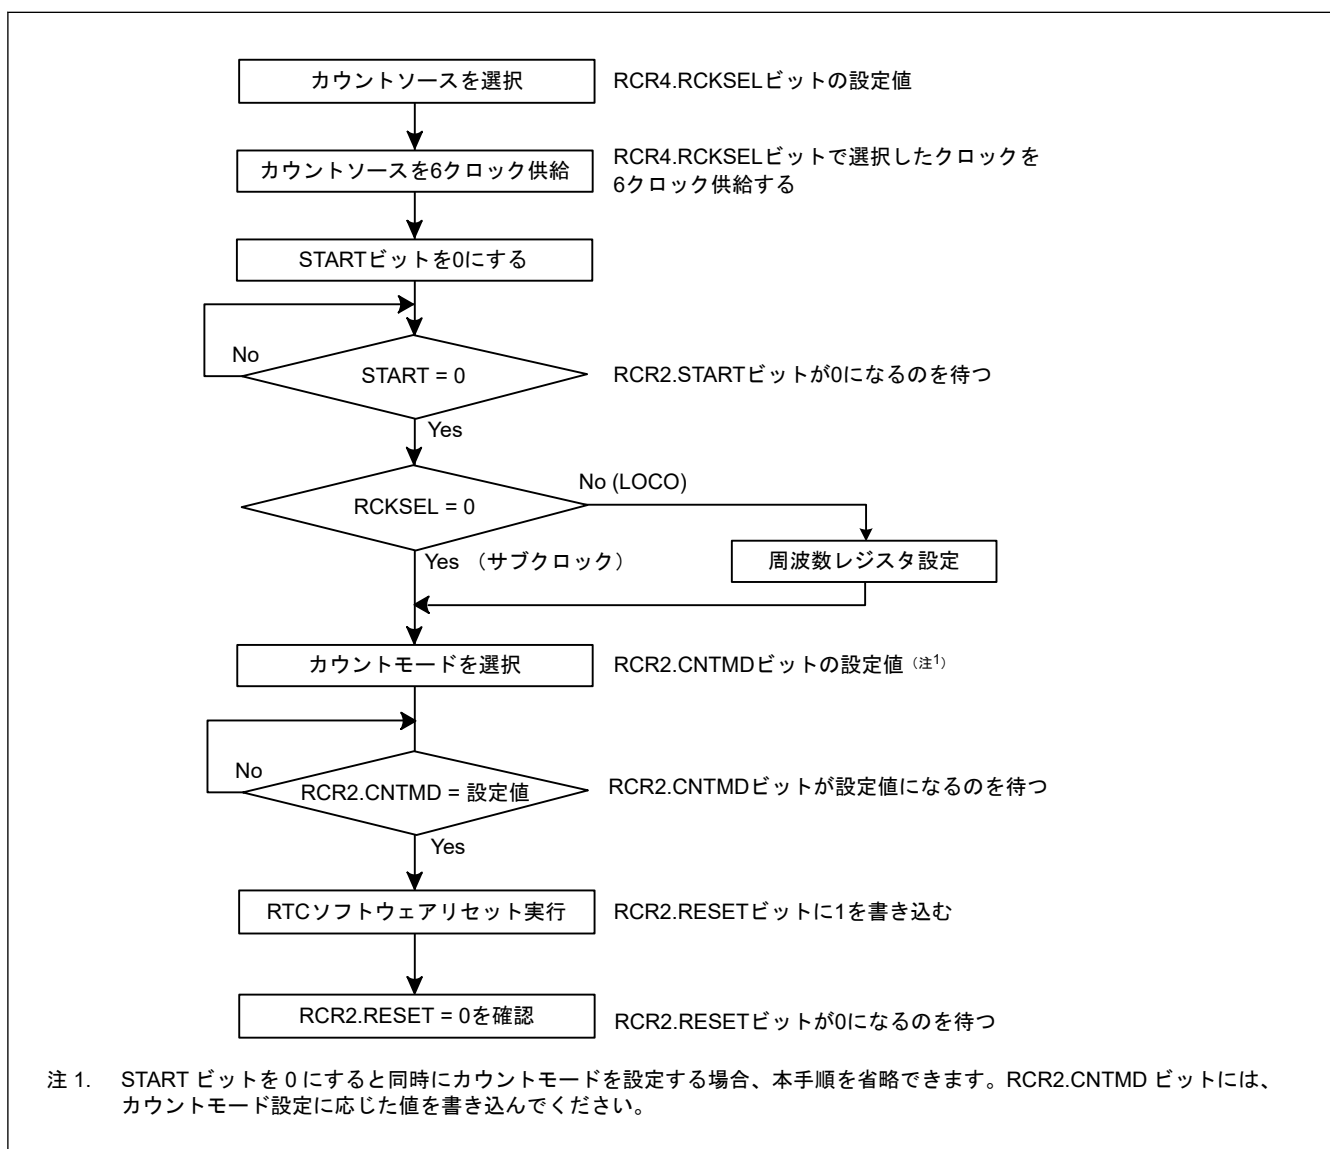 カウントソースを選択
RCR4.RCKSELビットの設定値
カウントソースを6クロック供給
RCR4.RCKSELビットで選択したクロックを
6クロック供給する
STARTビットを0にする
No
START = 0
RCR2.STARTビットが0になるのを待つ
Yes
No (LOCO)
RCKSEL = 0
Yes （サブクロック）
周波数レジスタ設定
カウントモードを選択
RCR2.CNTMDビットの設定値（注1）
No
RCR2.CNTMD = 設定値
RCR2.CNTMDビットが設定値になるのを待つ
Yes
RTCソフトウェアリセット実行
RCR2.RESETビットに1を書き込む
RCR2.RESET = 0を確認
RCR2.RESETビットが0になるのを待つ
注 1. START ビットを 0 にすると同時にカウントモードを設定する場合、本手順を省略できます。RCR2.CNTMD ビットには、
カウントモード設定に応じた値を書き込んでください。